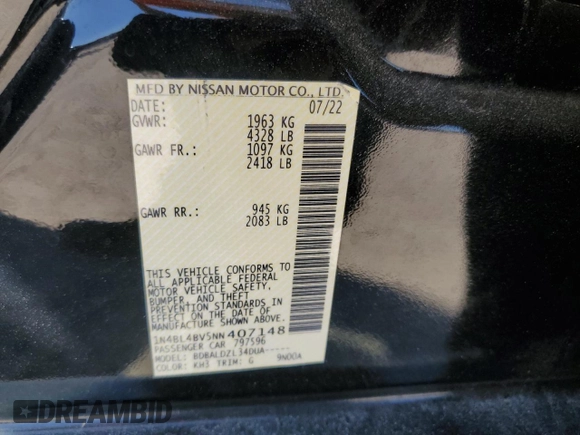 MFD BY NISSAN MOTOR CO., LTD.
DATE: 07/22
GVWR: 1963 KG
4328 LB
GAWR FR.: 1097 KG
2418 LB
GAWR RR.: 945 KG
2083 LB
THIS VEHICLE CONFORMS TO
ALL APPLICABLE FEDERAL
MOTOR VEHICLE SAFETY,
BUMPER, AND THEFT
PREVENTION STANDARDS IN
EFFECT ON THE DATE OF
MANUFACTURE SHOWN ABOVE.
1N4BL4BV5NN407148
PASSENGER CAR 797596
MODEL: BDBALDZL34DUA-----
COLOR: KH3 TRIM: G 9N00A
DREAMBID